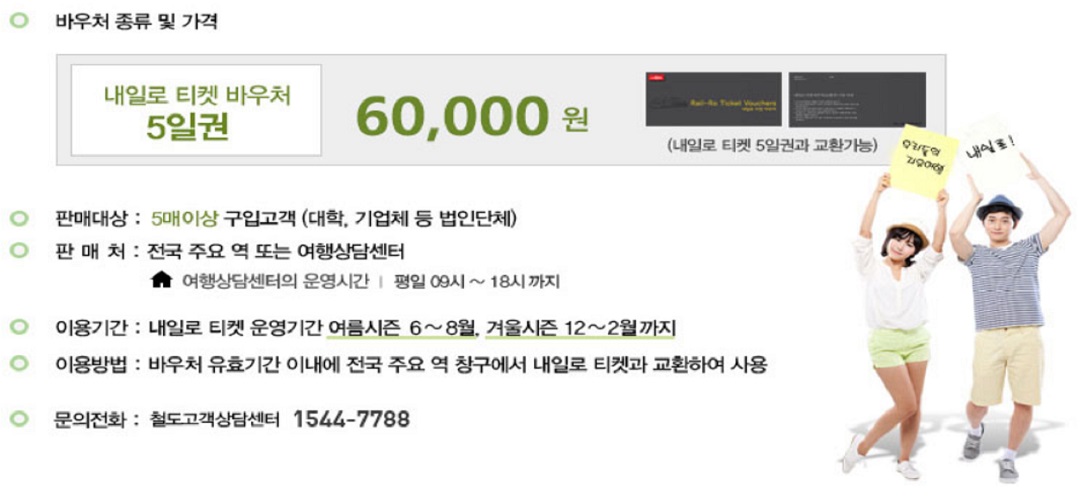 바우처 종류 및 가격
내일로 티켓 바우처
5일권
60,000 원
Rail-Ro Ticket Vouchers
(내일로 티켓 5일권과 교환가능)
우리들의
내일로!
판매대상 : 5매이상 구입고객 (대학, 기업체 등 법인단체)
판 매 처 : 전국 주요 역 또는 여행상담센터
여행상담센터의 운영시간 | 평일 09시 ~ 18시 까지
이용기간 : 내일로 티켓 운영기간 여름시즌 6~8월, 겨울시즌 12~2월까지
이용방법 : 바우처 유효기간 이내에 전국 주요 역 창구에서 내일로 티켓과 교환하여 사용
문의전화 : 철도고객상담센터 1544-7788